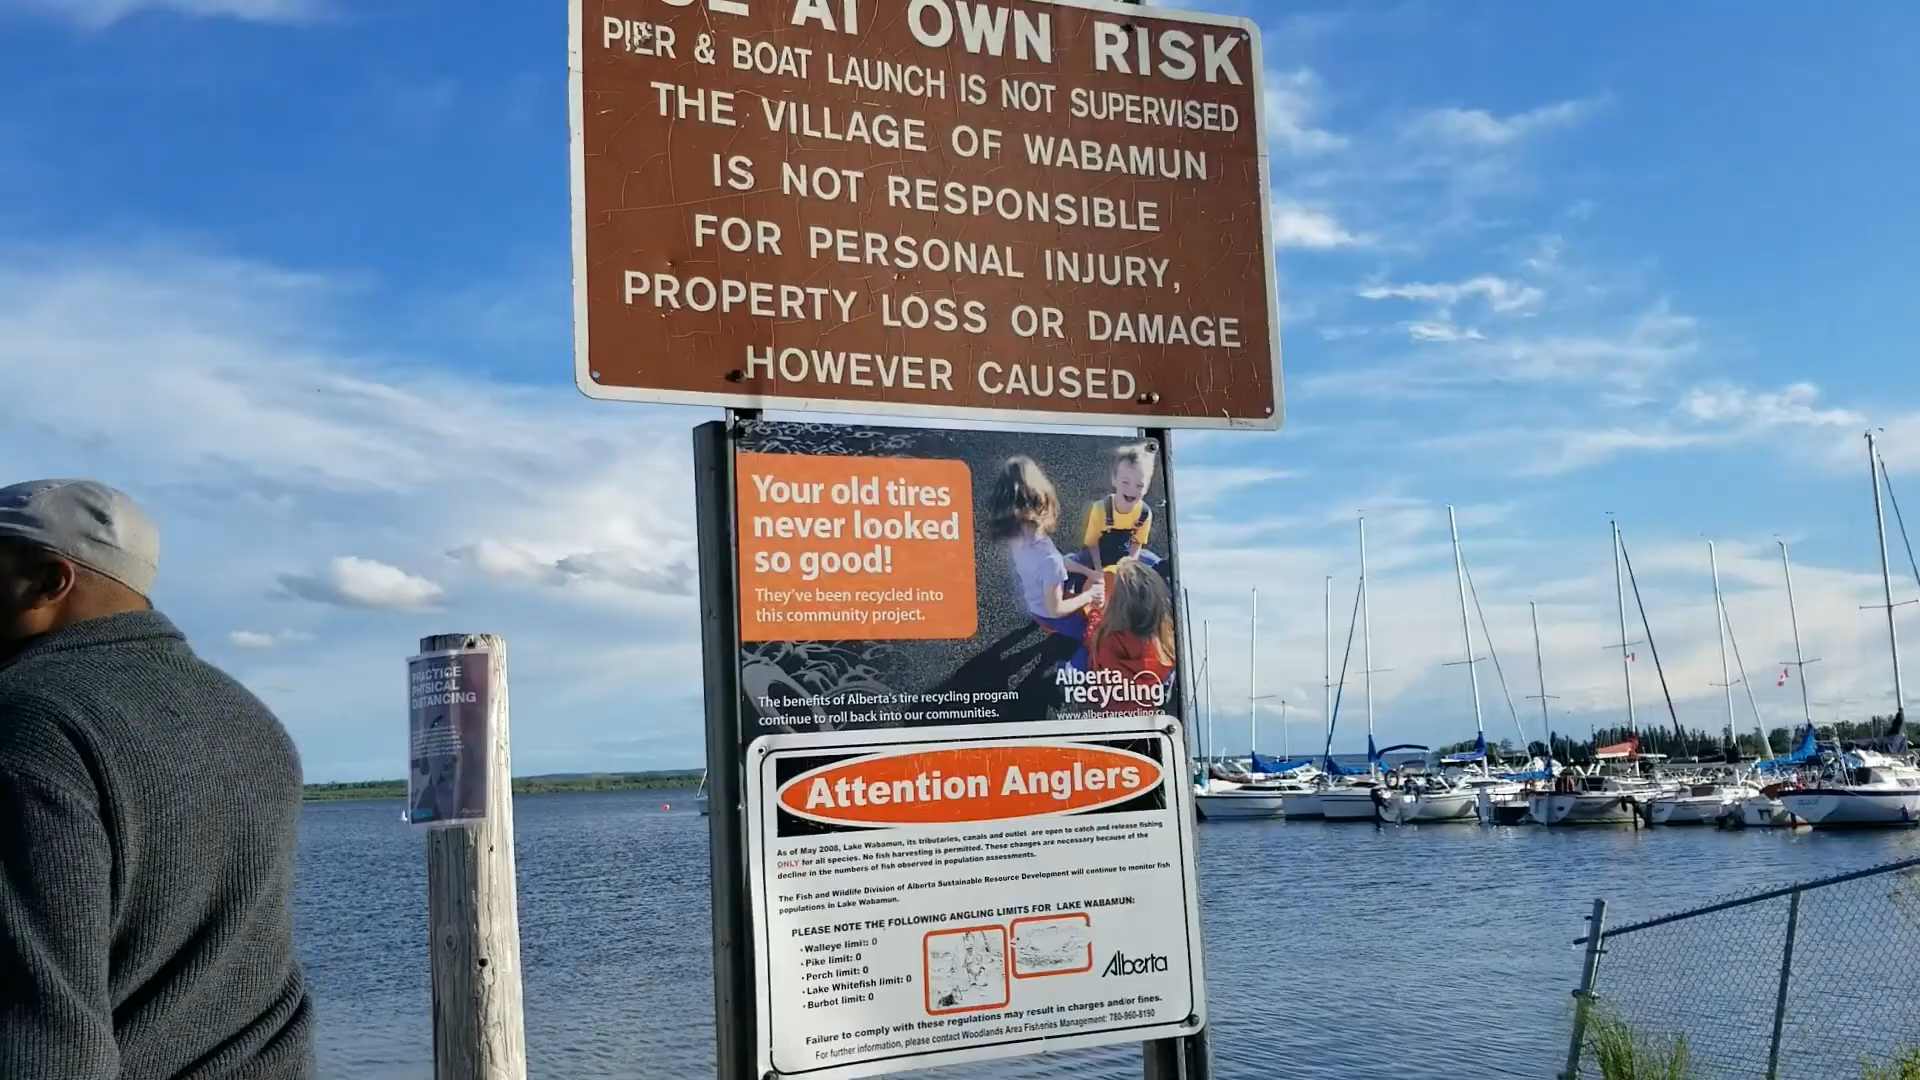 AT OWN RISK
PIER & BOAT LAUNCH IS NOT SUPERVISED
THE VILLAGE OF WABAMUN
IS NOT RESPONSIBLE
FOR PERSONAL INJURY,
PROPERTY LOSS OR DAMAGE
HOWEVER CAUSED.
Your old tires
never looked
so good!
They've been recycled into
this community project.
The benefits of Alberta's tire recycling program
continue to roll back into our communities.
Alberta
recycling
www.albertarecycling.ca
PRACTICE
PHYSICAL
DISTANCING
Attention Anglers
As of May 2008, Lake Wabamun, its tributaries, canals and outlet are open to catch and release fishing
ONLY for all species. No fish harvesting is permitted. These changes are necessary because of the
decline in the numbers of fish observed in population assessments.
The Fish and Wildlife Division of Alberta Sustainable Resource Development will continue to monitor fish
populations in Lake Wabamun.
PLEASE NOTE THE FOLLOWING ANGLING LIMITS FOR LAKE WABAMUN:
• Walleye limit: 0
• Pike limit: 0
• Perch limit: 0
• Lake Whitefish limit: 0
• Burbot limit: 0
Alberta
Failure to comply with these regulations may result in charges and/or fines.
For further information, please contact Woodlands Area Fisheries Management: 780-960-8190